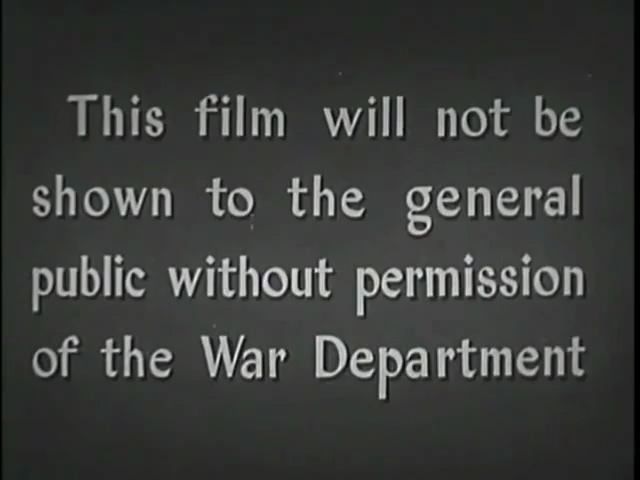 This film will not be
shown to the general
public without permission
of the War Department